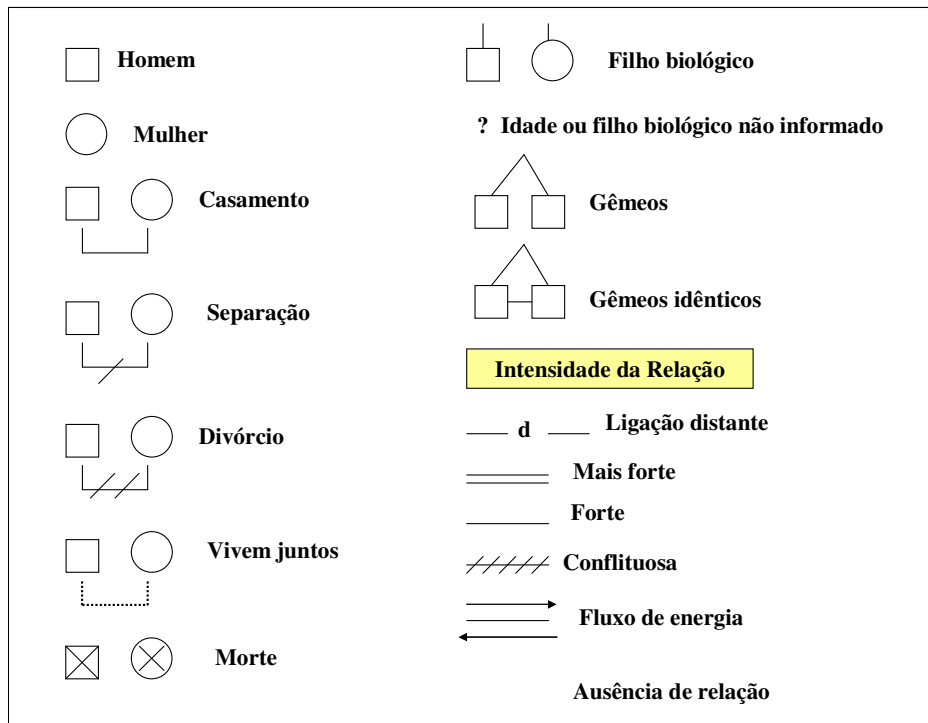 Homem
Mulher
Casamento
Separação
Divórcio
Vivem juntos
Morte
Filho biológico
? Idade ou filho biológico não informado
Gêmeos
Gêmeos idênticos
Intensidade da Relação
d Ligação distante
Mais forte
Forte
Conflituosa
Fluxo de energia
Ausência de relação